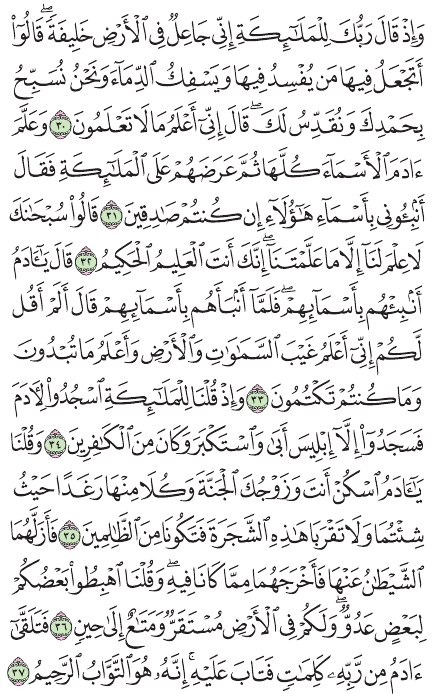 وَإِذْ قَالَ رَبُّكَ لِلْمَلَٰٓئِكَةِ إِنِّى جَاعِلٌ فِى ٱلْأَرْضِ خَلِيفَةً ۖ قَالُوٓا۟
أَتَجْعَلُ فِيهَا مَن يُفْسِدُ فِيهَا وَيَسْفِكُ ٱلدِّمَآءَ وَنَحْنُ نُسَبِّحُ
بِحَمْدِكَ وَنُقَدِّسُ لَكَ ۖ قَالَ إِنِّىٓ أَعْلَمُ مَا لَا تَعْلَمُونَ ٣٠ وَعَلَّمَ
ءَادَمَ ٱلْأَسْمَآءَ كُلَّهَا ثُمَّ عَرَضَهُمْ عَلَى ٱلْمَلَٰٓئِكَةِ فَقَالَ
أَنۢبِـُٔونِى بِأَسْمَآءِ هَٰٓؤُلَآءِ إِن كُنتُمْ صَٰدِقِينَ ٣١ قَالُوا۟ سُبْحَٰنَكَ
لَا عِلْمَ لَنَآ إِلَّا مَا عَلَّمْتَنَآ ۖ إِنَّكَ أَنتَ ٱلْعَلِيمُ ٱلْحَكِيمُ ٣٢ قَالَ يَٰٓـَٔادَمُ
أَنۢبِئْهُم بِأَسْمَآئِهِمْ ۖ فَلَمَّآ أَنۢبَأَهُم بِأَسْمَآئِهِمْ قَالَ أَلَمْ أَقُل
لَّكُمْ إِنِّىٓ أَعْلَمُ غَيْبَ ٱلسَّمَٰوَٰتِ وَٱلْأَرْضِ وَأَعْلَمُ مَا تُبْدُونَ
وَمَا كُنتُمْ تَكْتُمُونَ ٣٣ وَإِذْ قُلْنَا لِلْمَلَٰٓئِكَةِ ٱسْجُدُوا۟ لِـَٔادَمَ
فَسَجَدُوٓا۟ إِلَّآ إِبْلِيسَ أَبَىٰ وَٱسْتَكْبَرَ وَكَانَ مِنَ ٱلْكَٰفِرِينَ ٣٤ وَقُلْنَا
يَٰٓـَٔادَمُ ٱسْكُنْ أَنتَ وَزَوْجُكَ ٱلْجَنَّةَ وَكُلَا مِنْهَا رَغَدًا حَيْثُ
شِئْتُمَا وَلَا تَقْرَبَا هَٰذِهِ ٱلشَّجَرَةَ فَتَكُونَا مِنَ ٱلظَّٰلِمِينَ ٣٥ فَأَزَلَّهُمَا
ٱلشَّيْطَٰنُ عَنْهَا فَأَخْرَجَهُمَا مِمَّا كَانَا فِيهِ ۖ وَقُلْنَا ٱهْبِطُوا۟ بَعْضُكُمْ
لِبَعْضٍ عَدُوٌّ ۖ وَلَكُمْ فِى ٱلْأَرْضِ مُسْتَقَرٌّ وَمَتَٰعٌ إِلَىٰ حِينٍ ٣٦ فَتَلَقَّىٰٓ
ءَادَمُ مِن رَّبِّهِۦ كَلِمَٰتٍ فَتَابَ عَلَيْهِ ۚ إِنَّهُۥ هُوَ ٱلتَّوَّابُ ٱلرَّحِيمُ ٣٧